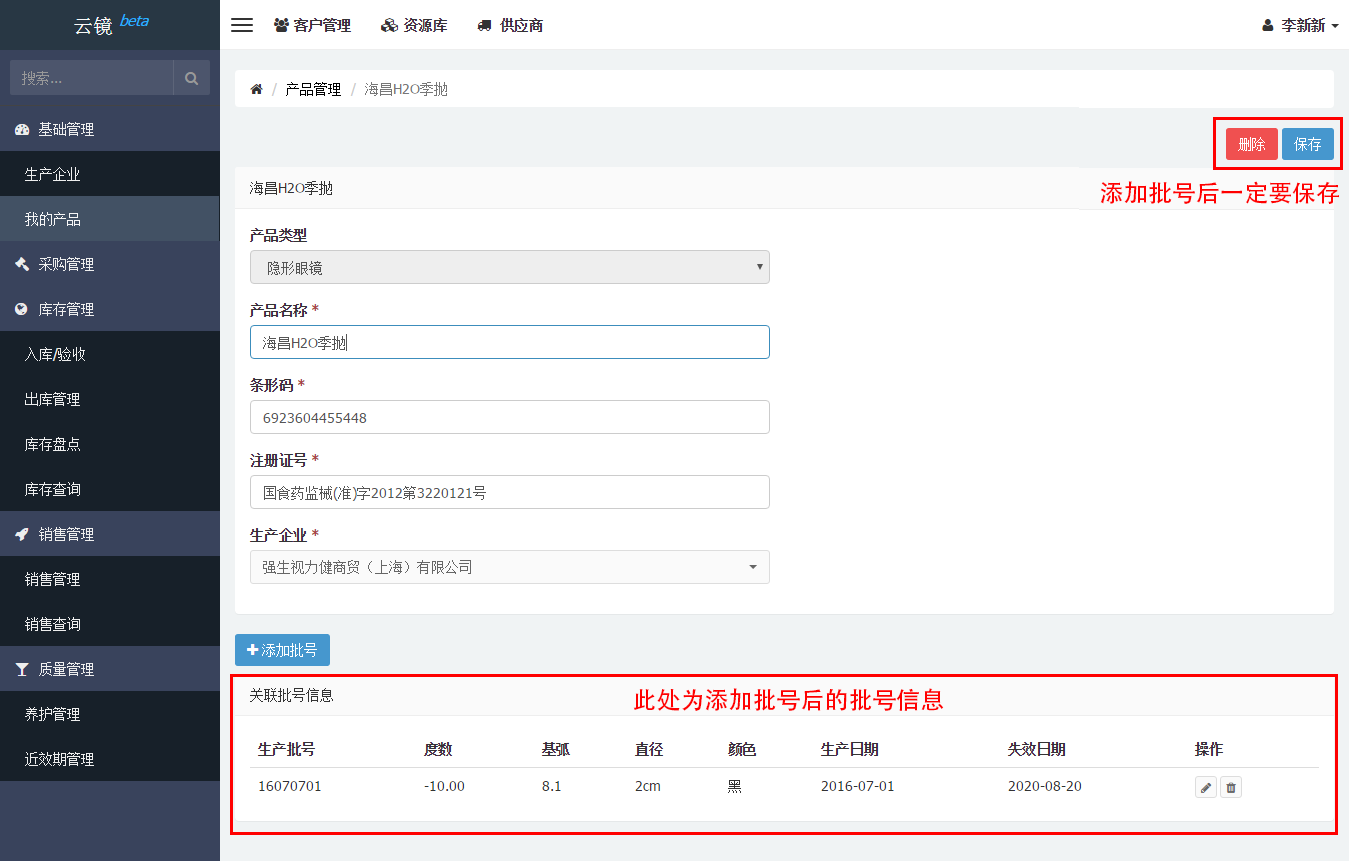 云镜 beta
客户管理 资源库 供应商 李新新
搜索...
基础管理
生产企业
我的产品
采购管理
库存管理
入库/验收
出库管理
库存盘点
库存查询
销售管理
销售管理
销售查询
质量管理
养护管理
近效期管理
/ 产品管理 / 海昌H2O季抛
删除 保存
添加批号后一定要保存
海昌H2O季抛
产品类型
隐形眼镜
产品名称 *
海昌H2O季抛
条形码 *
6923604455448
注册证号 *
国食药监械(准)字2012第3220121号
生产企业 *
强生视力健商贸（上海）有限公司
添加批号
关联批号信息
此处为添加批号后的批号信息
生产批号 度数 基弧 直径 颜色 生产日期 失效日期 操作
16070701 -10.00 8.1 2cm 黑 2016-07-01 2020-08-20